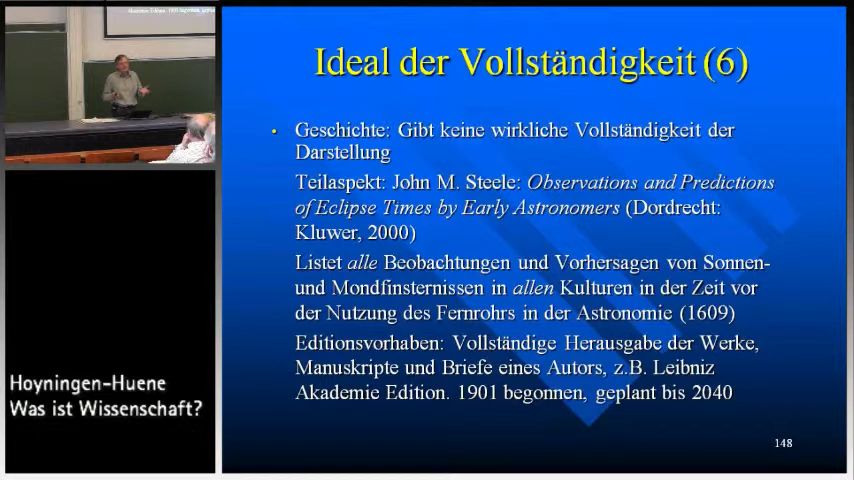 Ideal der Vollständigkeit (6)
• Geschichte: Gibt keine wirkliche Vollständigkeit der
Darstellung
Teilaspekt: John M. Steele: Observations and Predictions
of Eclipse Times by Early Astronomers (Dordrecht:
Kluwer, 2000)
Listet alle Beobachtungen und Vorhersagen von Sonnen-
und Mondfinsternissen in allen Kulturen in der Zeit vor
der Nutzung des Fernrohrs in der Astronomie (1609)
Editionsvorhaben: Vollständige Herausgabe der Werke,
Manuskripte und Briefe eines Autors, z.B. Leibniz
Akademie Edition. 1901 begonnen, geplant bis 2040
148
Hoyningen-Huene
Was ist Wissenschaft?